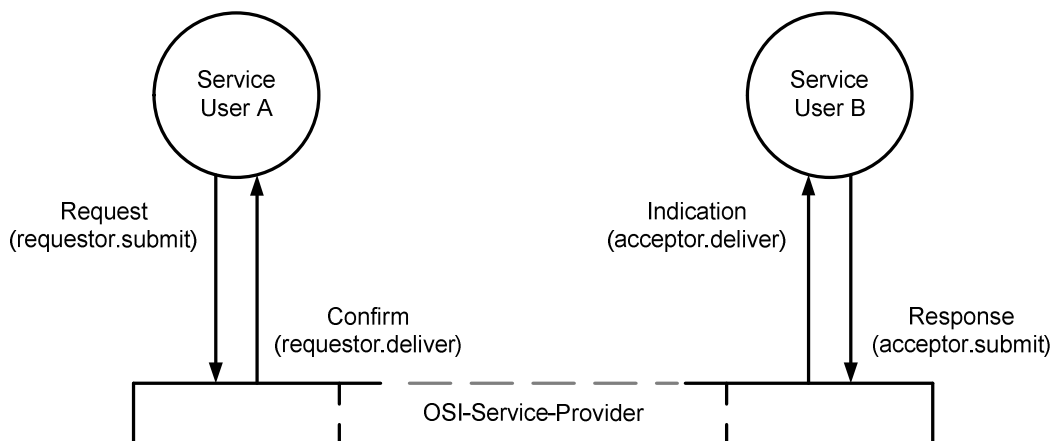 Service
User A
Service
User B
Request
(requestor.submit)
Indication
(acceptor.deliver)
Confirm
(requestor.deliver)
Response
(acceptor.submit)
OSI-Service-Provider